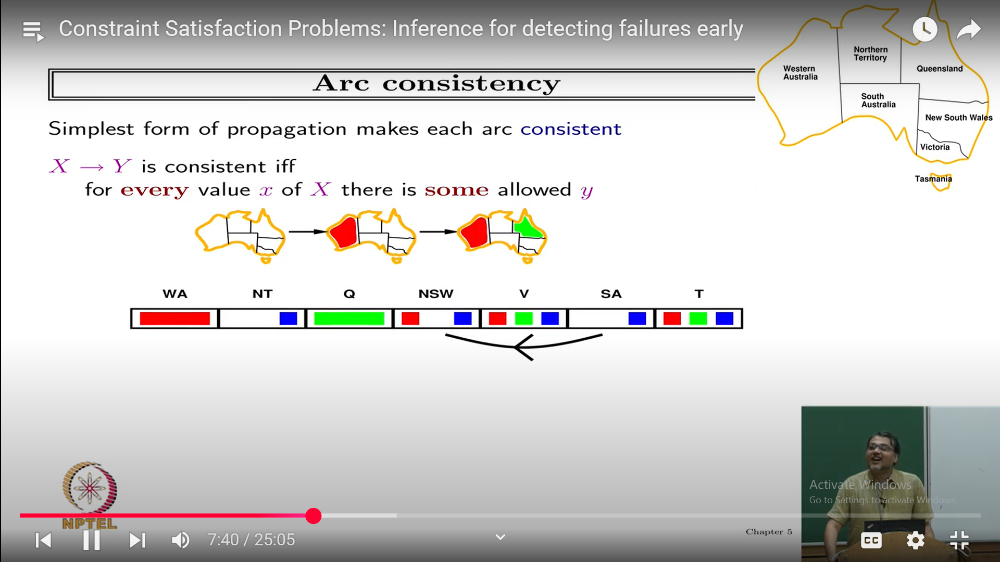 Constraint Satisfaction Problems: Inference for detecting failures early
Arc consistency
Simplest form of propagation makes each arc consistent
X → Y is consistent iff
for every value x of X there is some allowed y
Northern
Territory
Western
Australia
Queensland
South
Australia
New South Wales
Victoria
Tasmania
WA NT Q NSW V SA T
Activate Windows
Go to Settings to activate Windows.
NPTEL
Chapter 5
7:40 / 25:05
CC